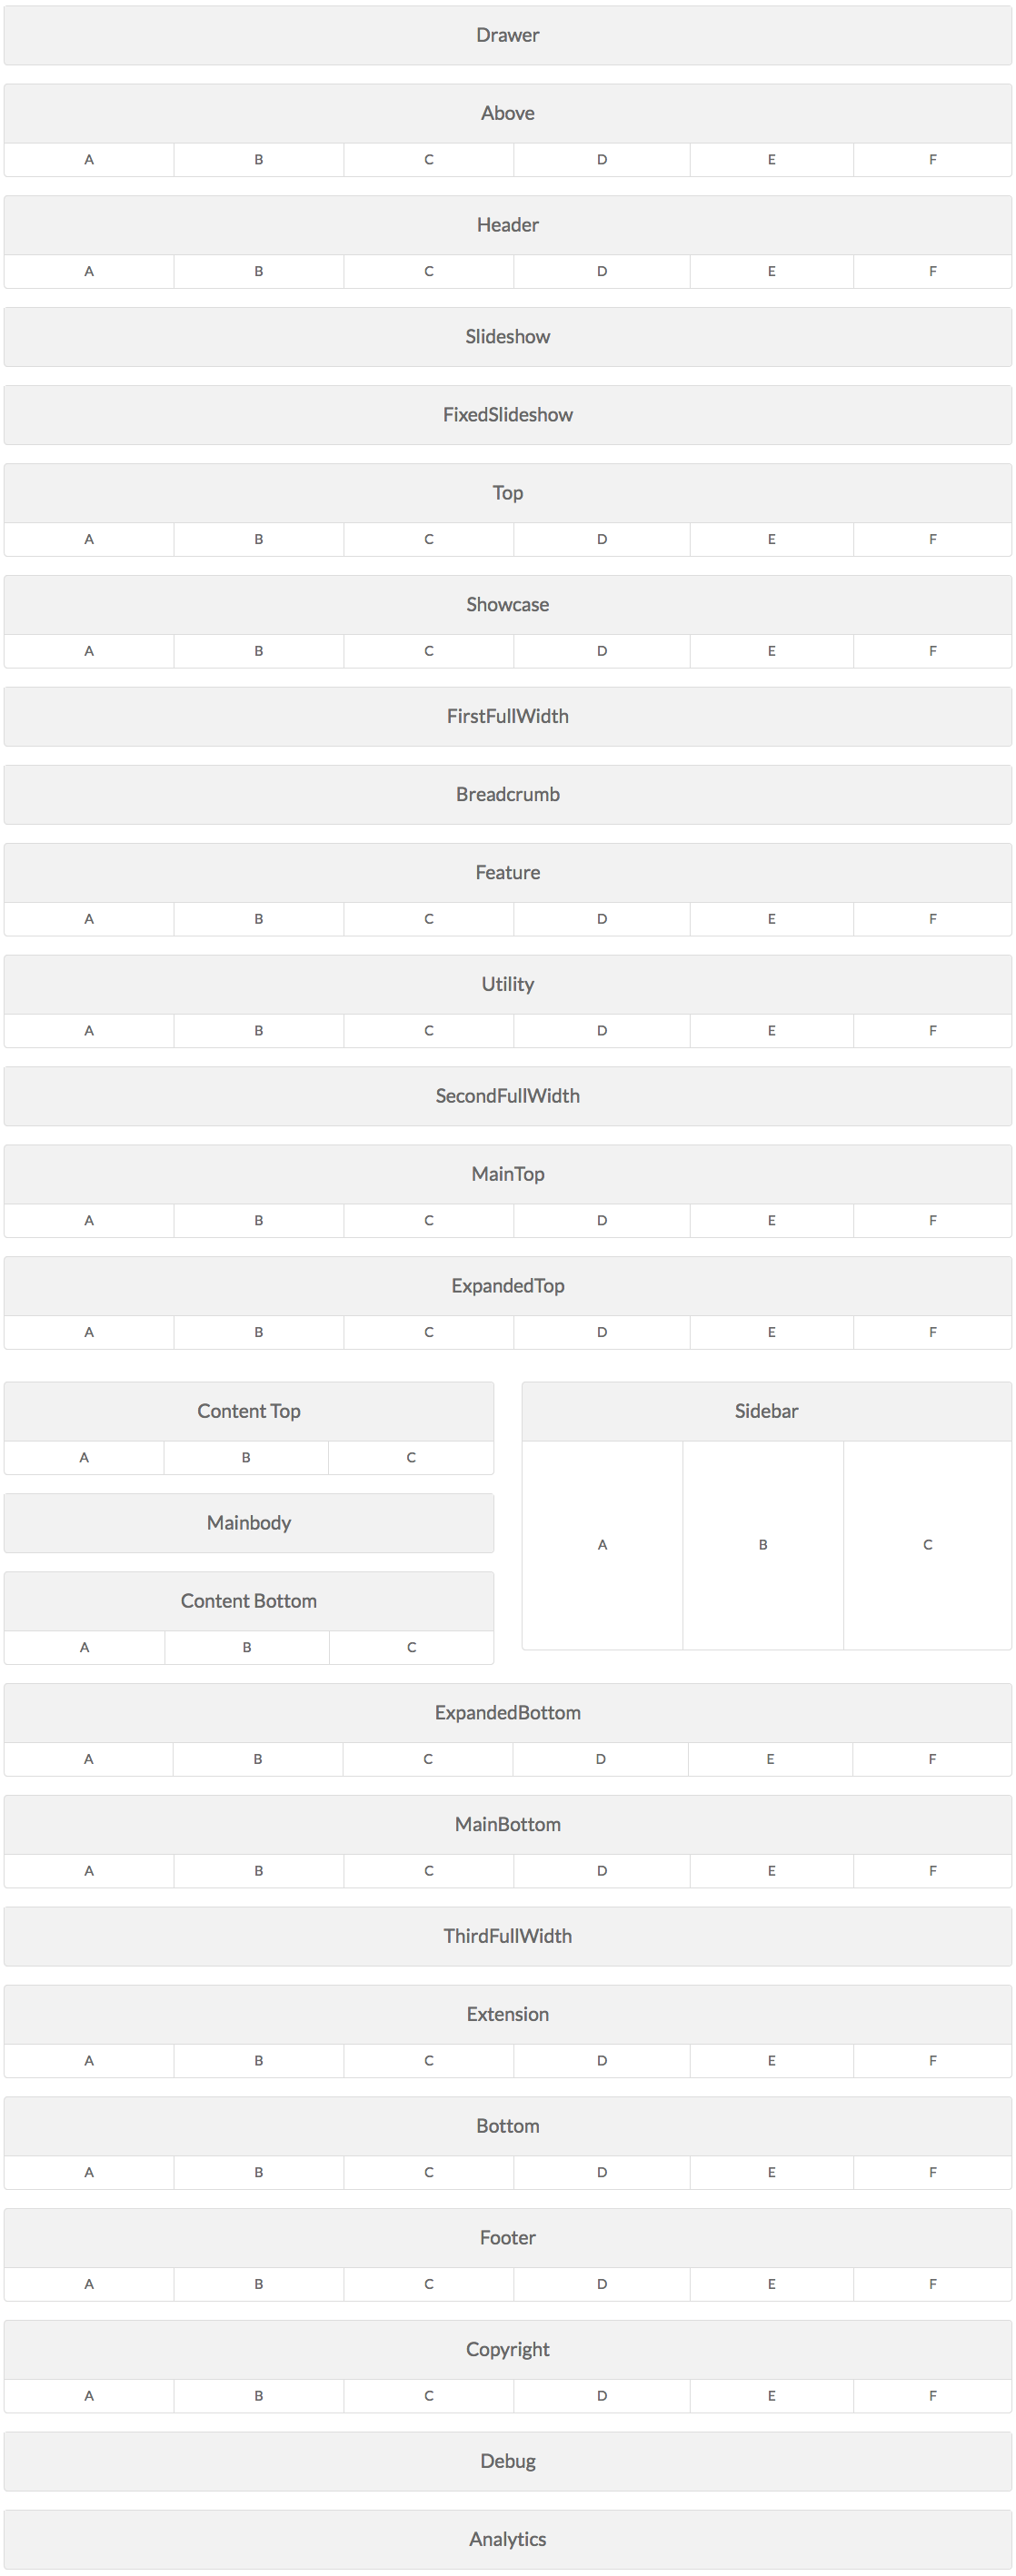 Drawer
Above
A B C D E F
Header
A B C D E F
Slideshow
FixedSlideshow
Top
A B C D E F
Showcase
A B C D E F
FirstFullWidth
Breadcrumb
Feature
A B C D E F
Utility
A B C D E F
SecondFullWidth
MainTop
A B C D E F
ExpandedTop
A B C D E F
Content Top
A B C
Mainbody
Content Bottom
A B C
Sidebar
A B C
ExpandedBottom
A B C D E F
MainBottom
A B C D E F
ThirdFullWidth
Extension
A B C D E F
Bottom
A B C D E F
Footer
A B C D E F
Copyright
A B C D E F
Debug
Analytics